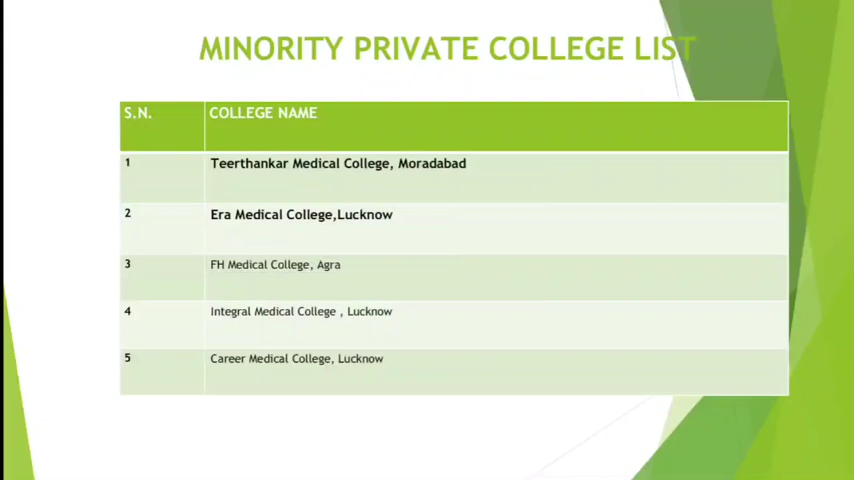 MINORITY PRIVATE COLLEGE LIST
S.N. COLLEGE NAME
1 Teerthankar Medical College, Moradabad
2 Era Medical College,Lucknow
3 FH Medical College, Agra
4 Integral Medical College , Lucknow
5 Career Medical College, Lucknow